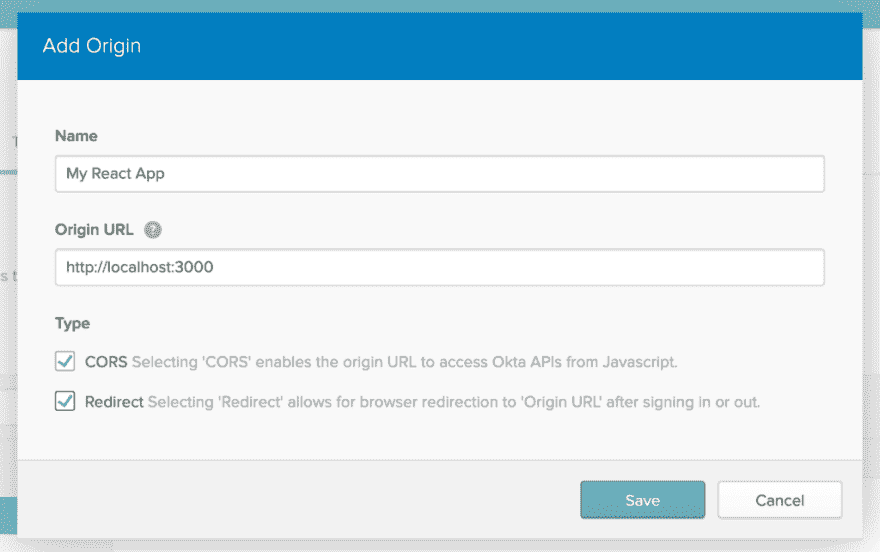 Add Origin
Name
My React App
Origin URL
http://localhost:3000
Type
CORS Selecting 'CORS' enables the origin URL to access Okta APIs from Javascript.
Redirect Selecting 'Redirect' allows for browser redirection to 'Origin URL' after signing in or out.
Save Cancel